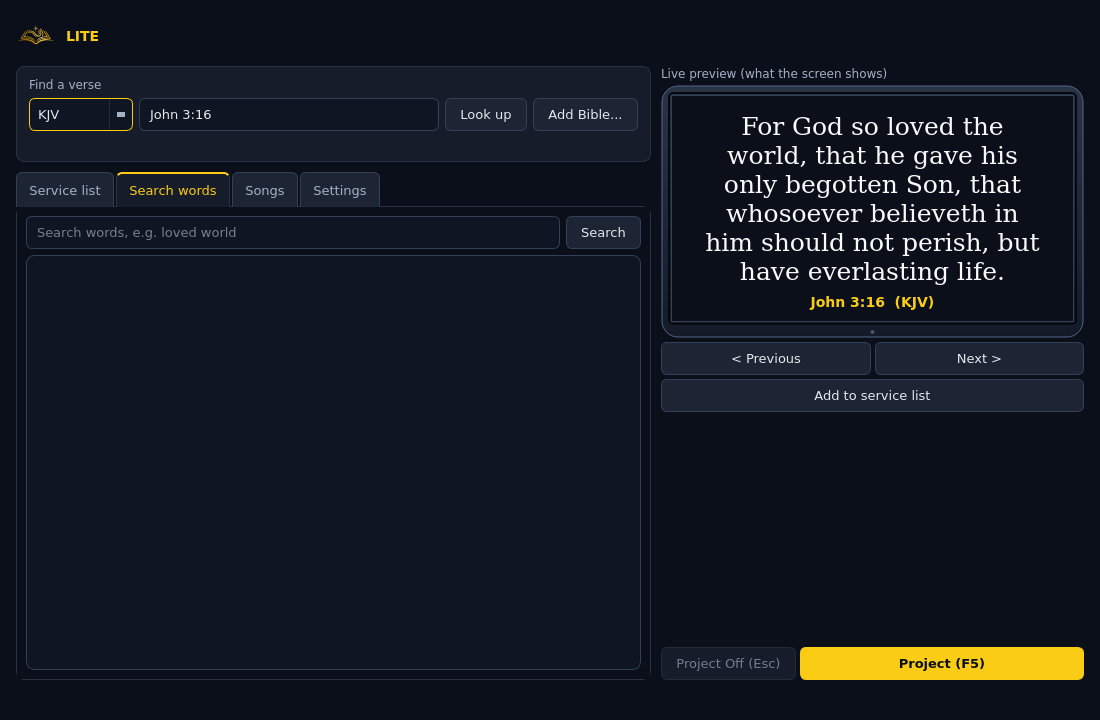 LITE
Find a verse
KJV
John 3:16
Look up
Add Bible...
Service list
Search words
Songs
Settings
Search words, e.g. loved world
Search
Live preview (what the screen shows)
For God so loved the
world, that he gave his
only begotten Son, that
whosoever believeth in
him should not perish, but
have everlasting life.
John 3:16 (KJV)
< Previous
Next >
Add to service list
Project Off (Esc)
Project (F5)